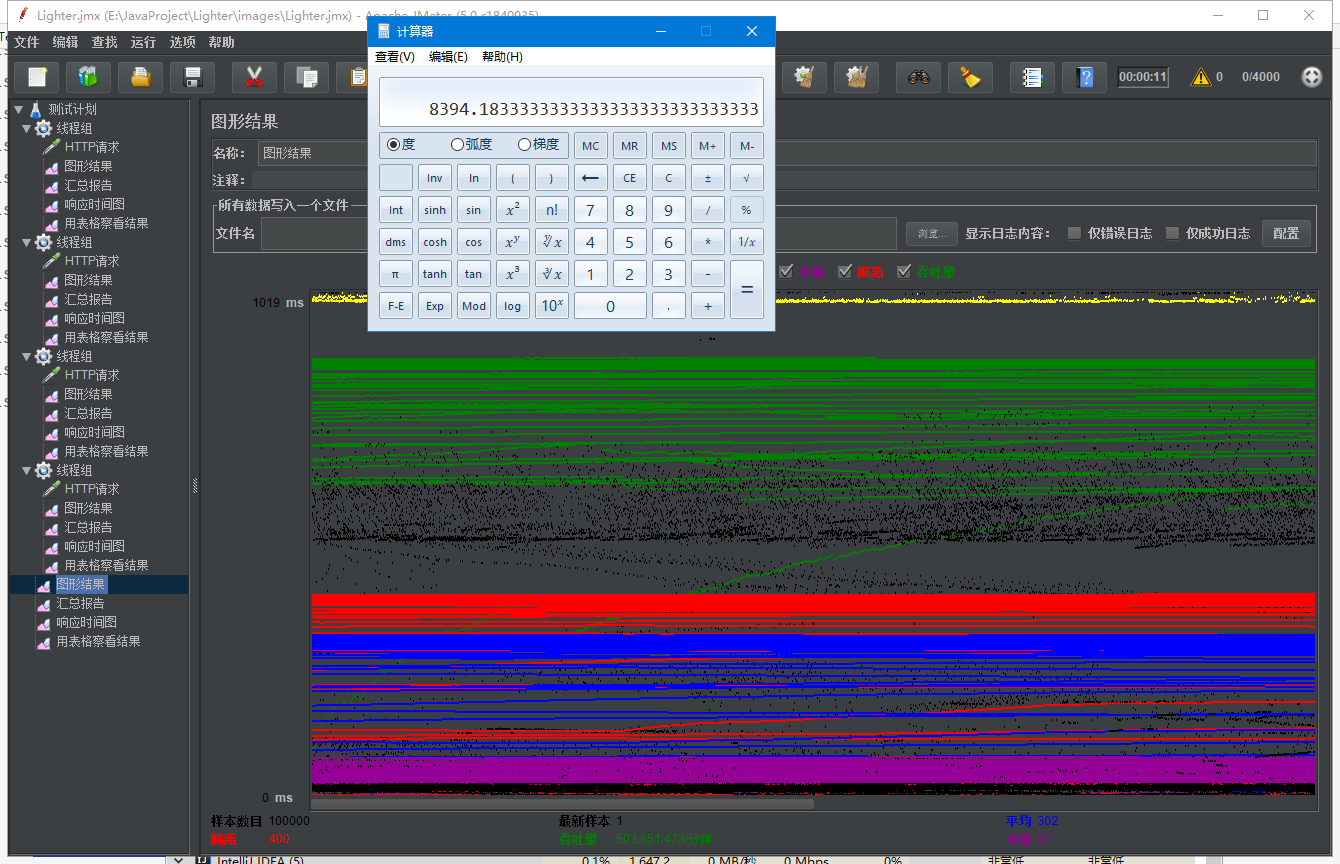 Lighter.jmx (E:\JavaProject\Lighter\images\Lighter.jmx) - Apache JMeter (5.0 r1840935)
文件 编辑 查找 运行 选项 帮助
00:00:11 0 0/4000
计算器
查看(V) 编辑(E) 帮助(H)
8394.1833333333333333333333333333
度 弧度 梯度 MC MR MS M+ M-
Inv ln ( ) ← CE C ± √
Int sinh sin x² n! 7 8 9 / %
dms cosh cos xʸ ʸ√x 4 5 6 * 1/x
π tanh tan x³ ³√x 1 2 3 - =
F-E Exp Mod log 10ˣ 0 . +
测试计划
线程组
HTTP请求
图形结果
汇总报告
响应时间图
用表格察看结果
线程组
HTTP请求
图形结果
汇总报告
响应时间图
用表格察看结果
线程组
HTTP请求
图形结果
汇总报告
响应时间图
用表格察看结果
线程组
HTTP请求
图形结果
汇总报告
响应时间图
用表格察看结果
图形结果
汇总报告
响应时间图
用表格察看结果
图形结果
名称: 图形结果
注释:
所有数据写入一个文件
文件名 浏览... 显示日志内容: 仅错误日志 仅成功日志 配置
中值 偏离 吞吐量
1019 ms
0 ms
样本数目 100000 最新样本 1 平均 302
偏离 400 吞吐量 503,651.473/分钟 中值 37
IntelliJ IDEA (5) 0.1% 1,647.2 0 MB/秒 0 Mbps 0% 非常低 非常低